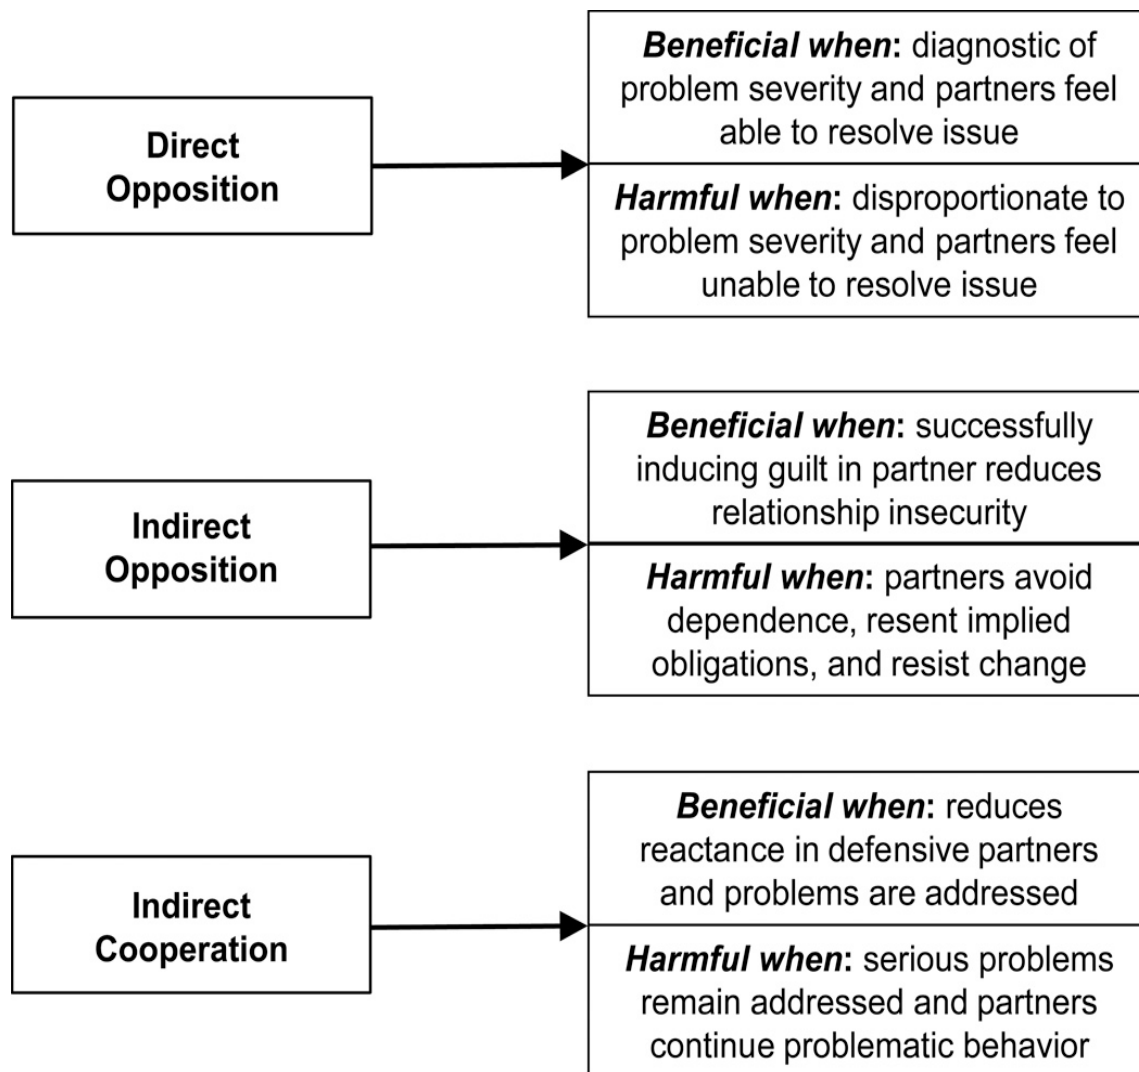 Direct
Opposition
Beneficial when: diagnostic of
problem severity and partners feel
able to resolve issue
Harmful when: disproportionate to
problem severity and partners feel
unable to resolve issue
Indirect
Opposition
Beneficial when: successfully
inducing guilt in partner reduces
relationship insecurity
Harmful when: partners avoid
dependence, resent implied
obligations, and resist change
Indirect
Cooperation
Beneficial when: reduces
reactance in defensive partners
and problems are addressed
Harmful when: serious problems
remain addressed and partners
continue problematic behavior